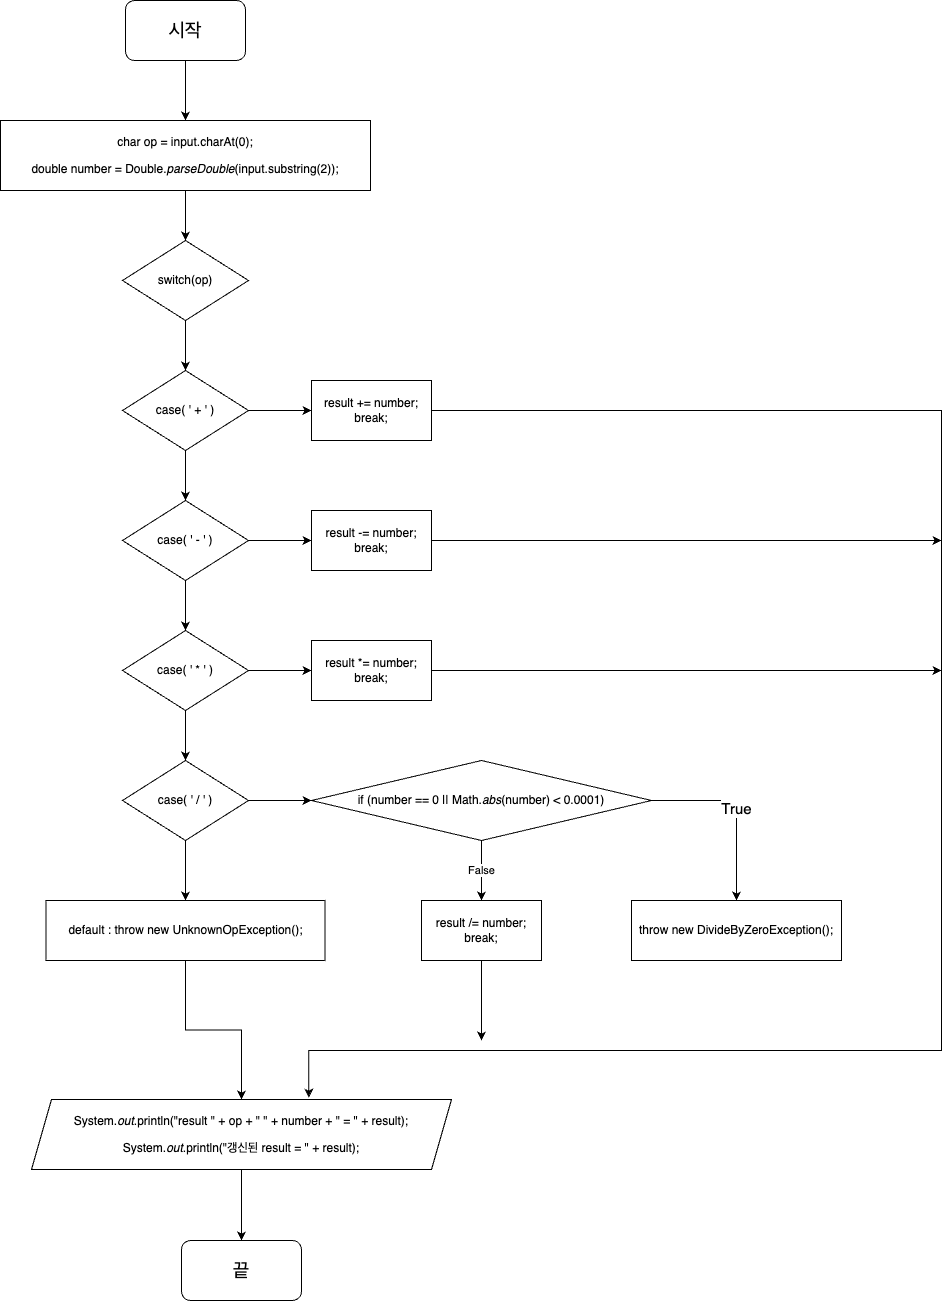 시작
char op = input.charAt(0);
double number = Double.parseDouble(input.substring(2));
switch(op)
case( ' + ' )
result += number;
break;
case( ' - ' )
result -= number;
break;
case( ' * ' )
result *= number;
break;
case( ' / ' )
if (number == 0 || Math.abs(number) < 0.0001)
True
False
default : throw new UnknownOpException();
result /= number;
break;
throw new DivideByZeroException();
System.out.println("result " + op + " " + number + " = " + result);
System.out.println("갱신된 result = " + result);
끝